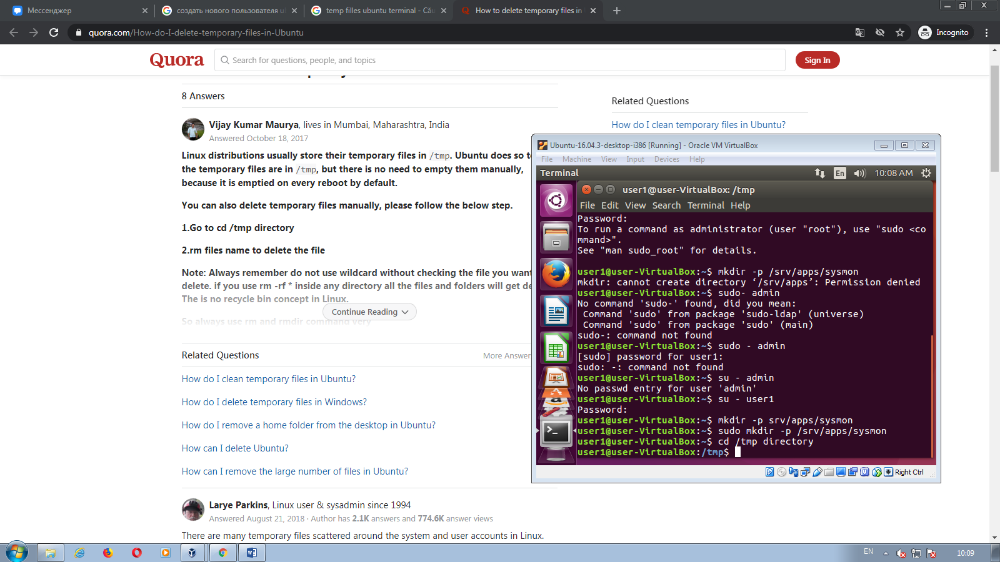 Мессенджер
создать нового пользователя ul
temp filles ubuntu terminal - Cău
How to delete temporary files in
quora.com/How-do-I-delete-temporary-files-in-Ubuntu
Incognito
Quora
Search for questions, people, and topics
Sign In
8 Answers
Vijay Kumar Maurya, lives in Mumbai, Maharashtra, India
Answered October 18, 2017
Linux distributions usually store their temporary files in /tmp. Ubuntu does so t
the temporary files are in /tmp, but there is no need to empty them manually,
because it is emptied on every reboot by default.
You can also delete temporary files manually, please follow the below step.
1.Go to cd /tmp directory
2.rm files name to delete the file
Note: Always remember do not use wildcard without checking the file you want
delete. if you use rm -rf * inside any directory all the files and folders will get de
The is no recycle bin concept in Linux.
So always use rm and rmdir command very
Continue Reading
Related Questions
More Answer
How do I clean temporary files in Ubuntu?
How do I delete temporary files in Windows?
How do I remove a home folder from the desktop in Ubuntu?
How can I delete Ubuntu?
How can I remove the large number of files in Ubuntu?
Larye Parkins, Linux user & sysadmin since 1994
Answered August 21, 2018 · Author has 2.1K answers and 774.6K answer views
There are many temporary files scattered around the system and user accounts in Linux.
Related Questions
How do I clean temporary files in Ubuntu?
Ubuntu-16.04.3-desktop-i386 [Running] - Oracle VM VirtualBox
File Machine View Input Devices Help
Terminal
En
10:08 AM
user1@user-VirtualBox: /tmp
File Edit View Search Terminal Help
Password:
To run a command as administrator (user "root"), use "sudo <co
mmand>".
See "man sudo_root" for details.
user1@user-VirtualBox:~$ mkdir -p /srv/apps/sysmon
mkdir: cannot create directory ‘/srv/apps’: Permission denied
user1@user-VirtualBox:~$ sudo- admin
No command 'sudo-' found, did you mean:
Command 'sudo' from package 'sudo-ldap' (universe)
Command 'sudo' from package 'sudo' (main)
sudo-: command not found
user1@user-VirtualBox:~$ sudo - admin
[sudo] password for user1:
sudo: -: command not found
user1@user-VirtualBox:~$ su - admin
No passwd entry for user 'admin'
user1@user-VirtualBox:~$ su - user1
Password:
user1@user-VirtualBox:~$ mkdir -p srv/apps/sysmon
user1@user-VirtualBox:~$ sudo mkdir -p /srv/apps/sysmon
user1@user-VirtualBox:~$ cd /tmp directory
user1@user-VirtualBox:/tmp$
Right Ctrl
EN
10:09